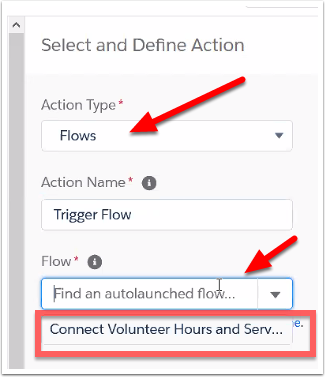 Select and Define Action
Action Type*
Flows
Action Name*
Trigger Flow
Flow*
Find an autolaunched flow...
Connect Volunteer Hours and Serv...